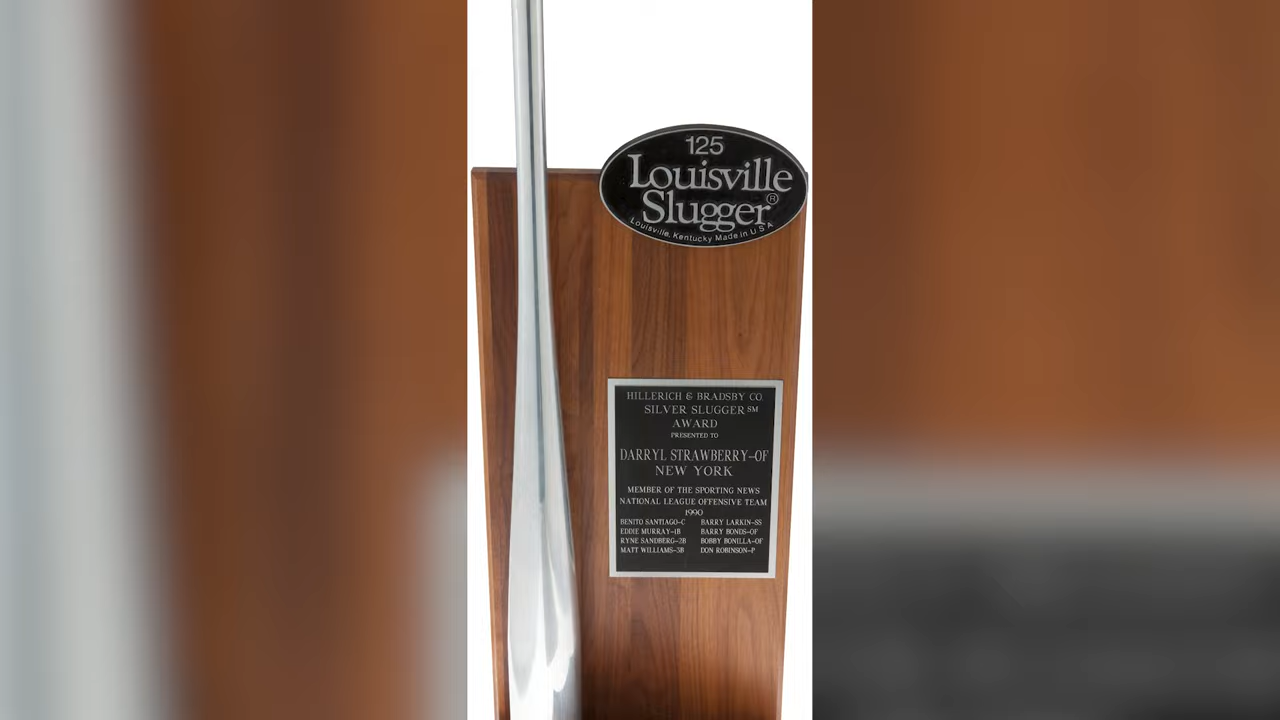 125
Louisville
Slugger®
Louisville, Kentucky Made in U S A
HILLERICH & BRADSBY CO.
SILVER SLUGGER℠
AWARD
PRESENTED TO
DARRYL STRAWBERRY-OF
NEW YORK
MEMBER OF THE SPORTING NEWS
NATIONAL LEAGUE OFFENSIVE TEAM
1990
BENITO SANTIAGO-C BARRY LARKIN-SS
EDDIE MURRAY-1B BARRY BONDS-OF
RYNE SANDBERG-2B BOBBY BONILLA-OF
MATT WILLIAMS-3B DON ROBINSON-P